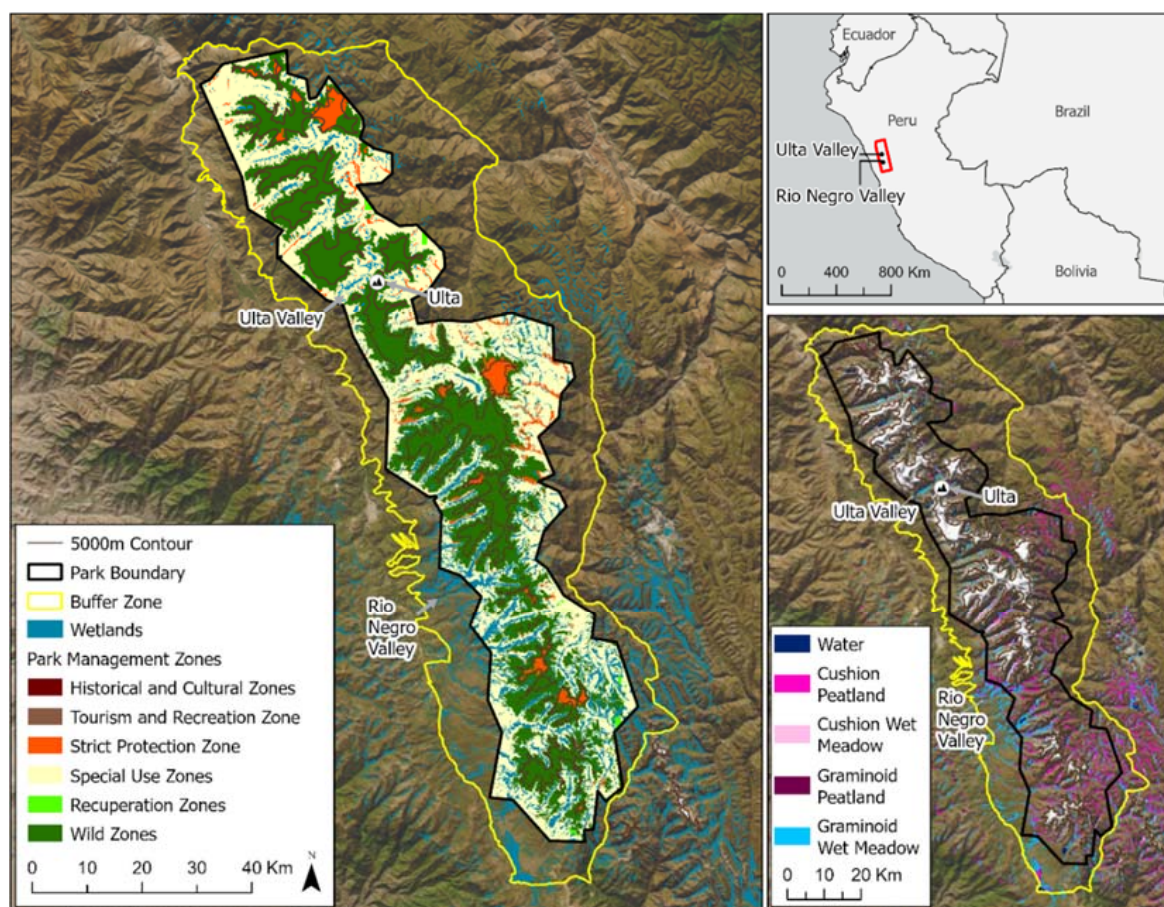 Ulta Valley
Ulta
Rio
Negro
Valley
5000m Contour
Park Boundary
Buffer Zone
Wetlands
Park Management Zones
Historical and Cultural Zones
Tourism and Recreation Zone
Strict Protection Zone
Special Use Zones
Recuperation Zones
Wild Zones
0 10 20 40 Km
N
Ecuador
Peru
Brazil
Ulta Valley
Rio Negro Valley
Bolivia
0 400 800 Km
Ulta
Ulta Valley
Rio
Negro
Valley
Water
Cushion
Peatland
Cushion Wet
Meadow
Graminoid
Peatland
Graminoid
Wet Meadow
0 10 20 Km